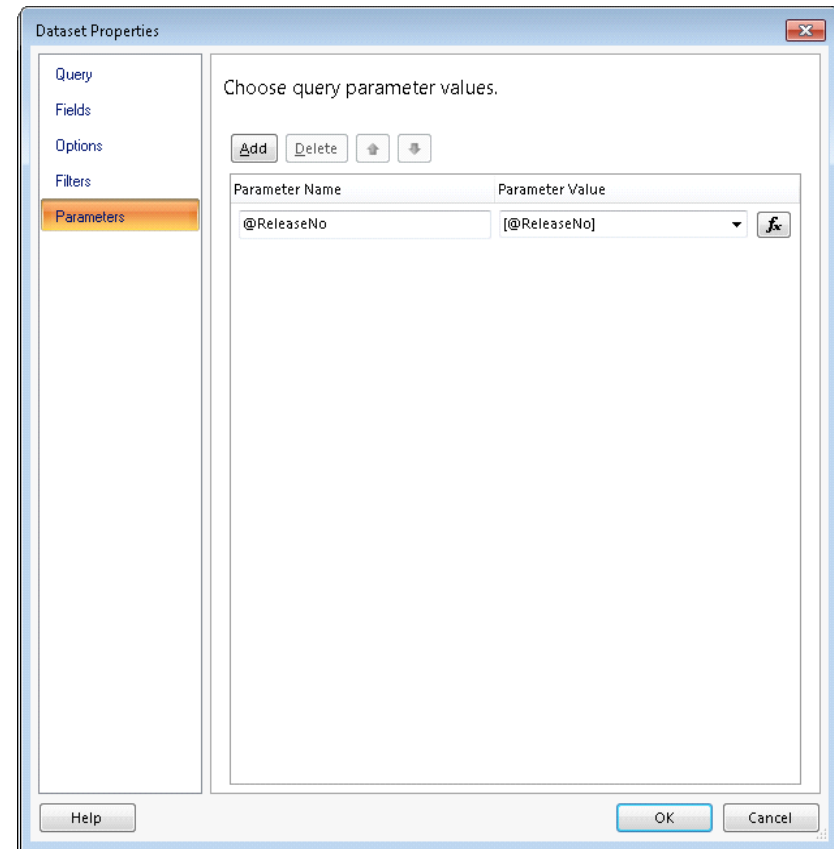 Dataset Properties
Query
Fields
Options
Filters
Parameters
Choose query parameter values.
Add Delete
Parameter Name Parameter Value
@ReleaseNo [@ReleaseNo] fx
Help OK Cancel